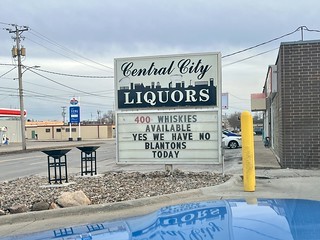 Central City
LIQUORS
400 WHISKIES
AVAILABLE
YES WE HAVE NO
BLANTONS
TODAY